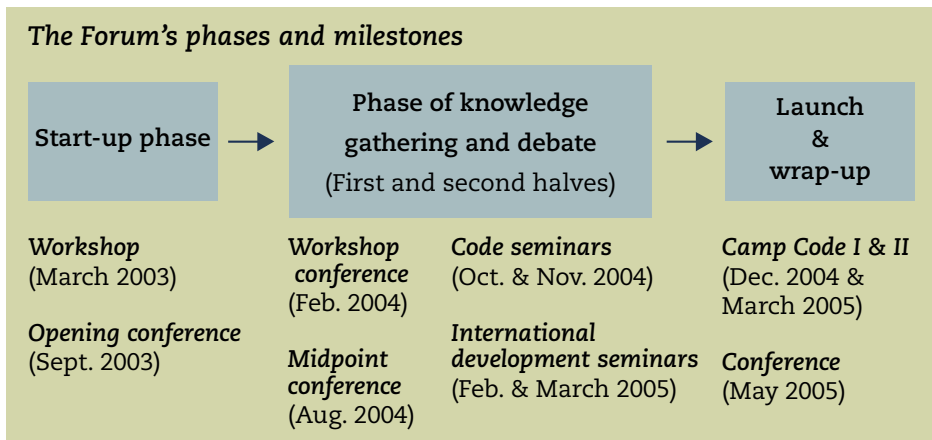 The Forum's phases and milestones
Start-up phase
Phase of knowledge
gathering and debate
(First and second halves)
Launch
&
wrap-up
Workshop
(March 2003)
Opening conference
(Sept. 2003)
Workshop
conference
(Feb. 2004)
Midpoint
conference
(Aug. 2004)
Code seminars
(Oct. & Nov. 2004)
International
development seminars
(Feb. & March 2005)
Camp Code I & II
(Dec. 2004 &
March 2005)
Conference
(May 2005)